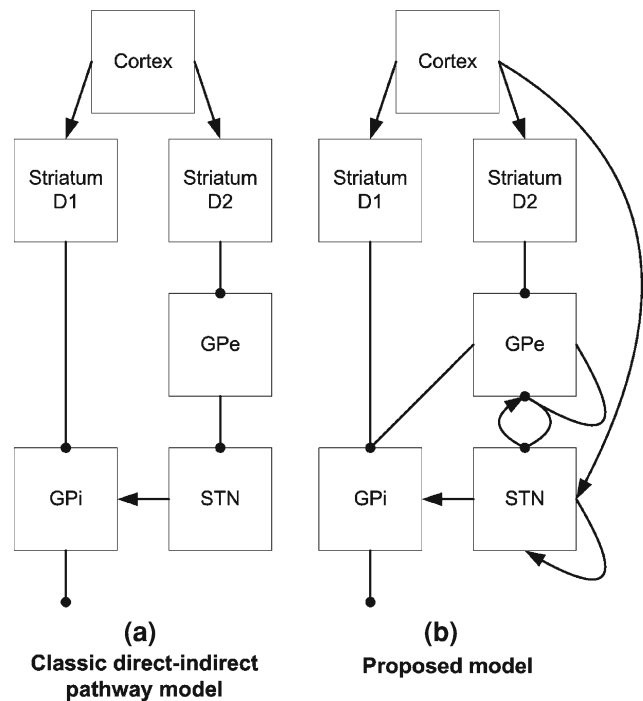 Cortex
Striatum
D1
Striatum
D2
GPe
GPi
STN
(a)
Classic direct-indirect
pathway model
Cortex
Striatum
D1
Striatum
D2
GPe
GPi
STN
(b)
Proposed model